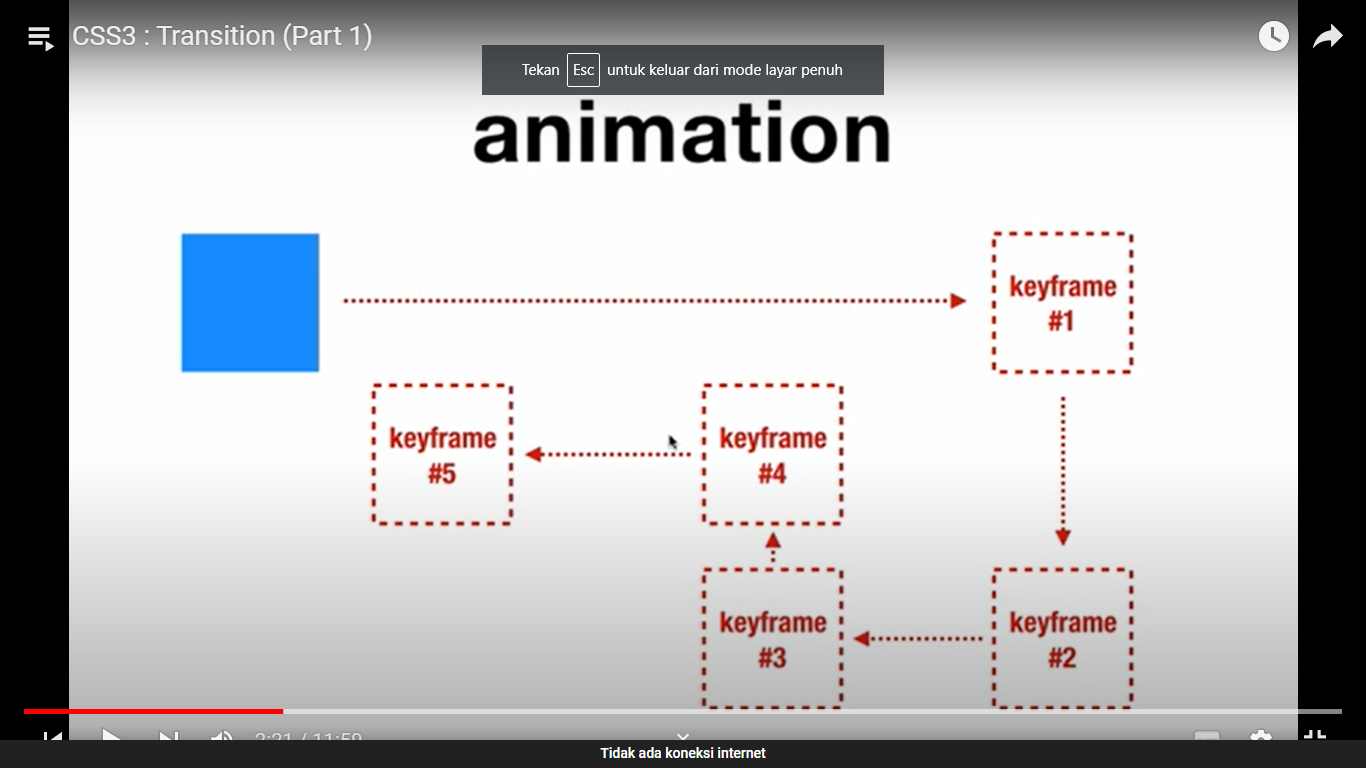 CSS3 : Transition (Part 1)
Tekan Esc untuk keluar dari mode layar penuh
animation
keyframe
#1
keyframe
#5
keyframe
#4
keyframe
#3
keyframe
#2
2:21 / 11:59
Tidak ada koneksi internet